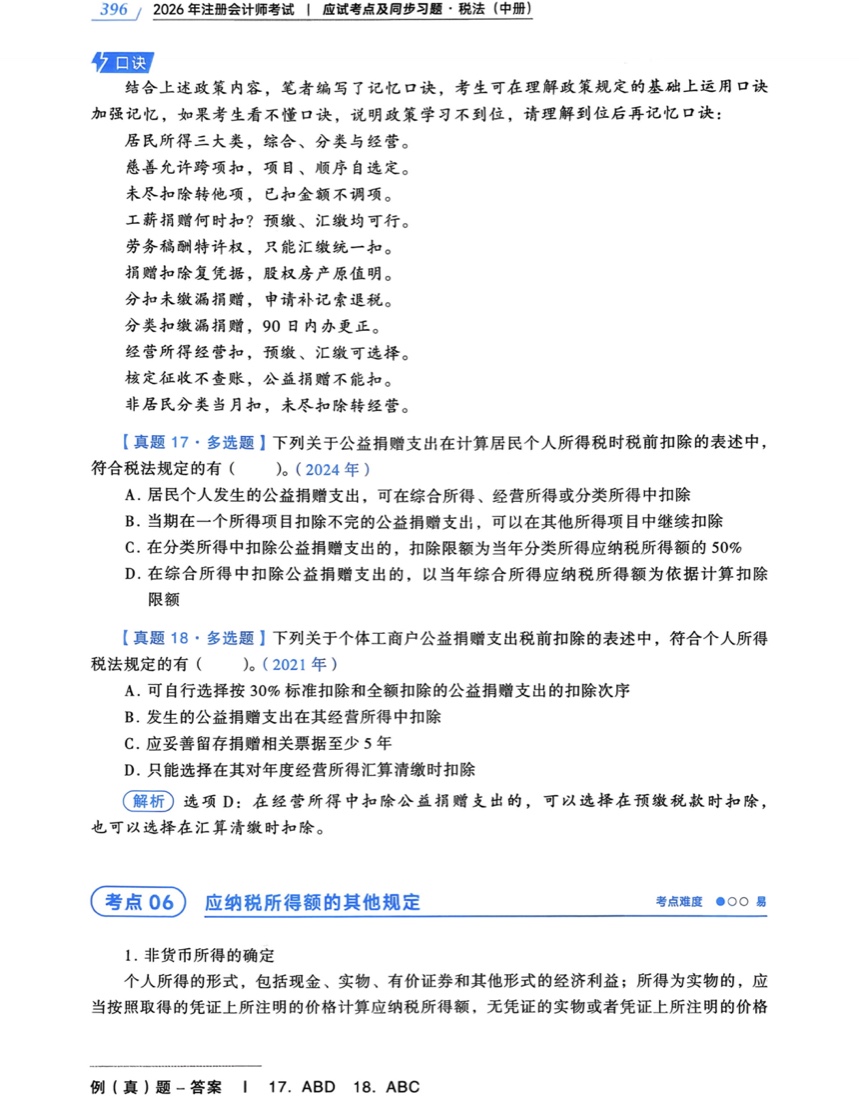 396 2026年注册会计师考试 | 应试考点及同步习题·税法(中册)
口诀
结合上述政策内容,笔者编写了记忆口诀,考生可在理解政策规定的基础上运用口诀
加强记忆,如果考生看不懂口诀,说明政策学习不到位,请理解到位后再记忆口诀:
居民所得三大类,综合、分类与经营。
慈善允许跨项扣,项目、顺序自选定。
未尽扣除转他项,已扣金额不调项。
工薪捐赠何时扣?预缴、汇缴均可行。
劳务稿酬特许权,只能汇缴统一扣。
捐赠扣除复凭据,股权房产原值明。
分扣未缴漏捐赠,申请补记索退税。
分类扣缴漏捐赠,90日内办更正。
经营所得经营扣,预缴、汇缴可选择。
核定征收不查账,公益捐赠不能扣。
非居民分类当月扣,未尽扣除转经营。
【真题17·多选题】下列关于公益捐赠支出在计算居民个人所得税时税前扣除的表述中,
符合税法规定的有( )。(2024年)
A. 居民个人发生的公益捐赠支出,可在综合所得、经营所得或分类所得中扣除
B. 当期在一个所得项目扣除不完的公益捐赠支出,可以在其他所得项目中继续扣除
C. 在分类所得中扣除公益捐赠支出的,扣除限额为当年分类所得应纳税所得额的50%
D. 在综合所得中扣除公益捐赠支出的,以当年综合所得应纳税所得额为依据计算扣除
限额
【真题18·多选题】下列关于个体工商户公益捐赠支出税前扣除的表述中,符合个人所得
税法规定的有( )。(2021年)
A. 可自行选择按30%标准扣除和全额扣除的公益捐赠支出的扣除次序
B. 发生的公益捐赠支出在其经营所得中扣除
C. 应妥善留存捐赠相关票据至少5年
D. 只能选择在其对年度经营所得汇算清缴时扣除
解析 选项D:在经营所得中扣除公益捐赠支出的,可以选择在预缴税款时扣除,
也可以选择在汇算清缴时扣除。
考点06 应纳税所得额的其他规定 考点难度 ●○○ 易
1. 非货币所得的确定
个人所得的形式,包括现金、实物、有价证券和其他形式的经济利益;所得为实物的,应
当按照取得的凭证上所注明的价格计算应纳税所得额,无凭证的实物或者凭证上所注明的价格
例(真)题-答案 | 17. ABD 18. ABC